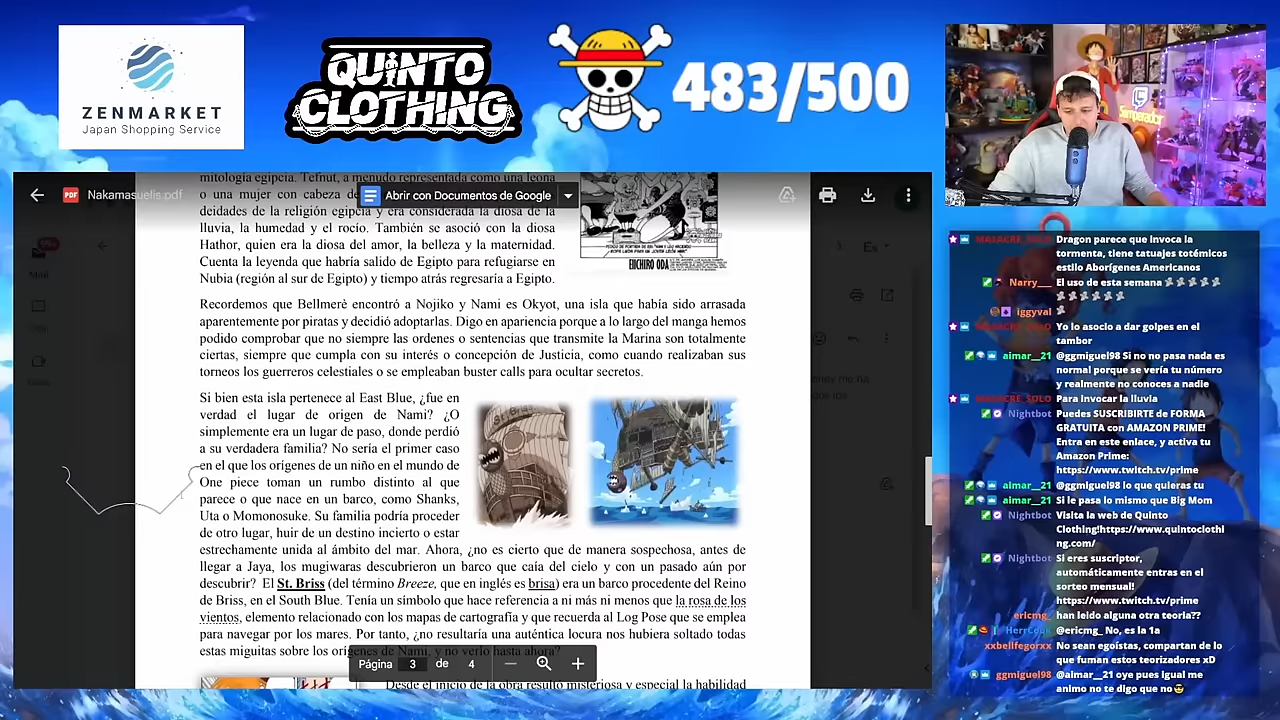 ZENMARKET
Japan Shopping Service
QUINTO
CLOTHING
483/500
mitología egipcia. Tefnut, a menudo representada como una leona
Nakamasuelis.pdf
Abrir con Documentos de Google
o una mujer con cabeza de
deidades de la religión egipcia y era considerada la diosa de la
lluvia, la humedad y el rocío. También se asoció con la diosa
Hathor, quien era la diosa del amor, la belleza y la maternidad.
Cuenta la leyenda que habría salido de Egipto para refugiarse en
Nubia (región al sur de Egipto) y tiempo atrás regresaría a Egipto.
EIICHIRO ODA
Recordemos que Bellmerè encontró a Nojiko y Nami es Okyot, una isla que había sido arrasada
aparentemente por piratas y decidió adoptarlas. Digo en apariencia porque a lo largo del manga hemos
podido comprobar que no siempre las ordenes o sentencias que transmite la Marina son totalmente
ciertas, siempre que cumpla con su interés o concepción de Justicia, como cuando realizaban sus
torneos los guerreros celestiales o se empleaban buster calls para ocultar secretos.
Si bien esta isla pertenece al East Blue, ¿fue en
verdad el lugar de origen de Nami? ¿O
simplemente era un lugar de paso, donde perdió
a su verdadera familia? No sería el primer caso
en el que los orígenes de un niño en el mundo de
One piece toman un rumbo distinto al que
parece o que nace en un barco, como Shanks,
Uta o Momonosuke. Su familia podría proceder
de otro lugar, huir de un destino incierto o estar
estrechamente unida al ámbito del mar. Ahora, ¿no es cierto que de manera sospechosa, antes de
llegar a Jaya, los mugiwaras descubrieron un barco que caía del cielo y con un pasado aún por
descubrir? El St. Briss (del término Breeze, que en inglés es brisa) era un barco procedente del Reino
de Briss, en el South Blue. Tenía un símbolo que hace referencia a ni más ni menos que la rosa de los
vientos, elemento relacionado con los mapas de cartografía y que recuerda al Log Pose que se emplea
para navegar por los mares. Por tanto, ¿no resultaría una auténtica locura nos hubiera soltado todas
estas miguitas sobre los orígenes de Nami, y no verlo hasta ahora?
Página 3 de 4
Desde el inicio de la obra resultó misteriosa y especial la habilidad
MASACRE_SOLO Dragon parece que invoca la
tormenta, tiene tatuajes totémicos
estilo Aborígenes Americanos
Narry___ El uso de esta semana
iggyval
MASACRE_SOLO Yo lo asocio a dar golpes en el
tambor
aimar__21 @ggmiguel98 Si no no pasa nada es
normal porque se vería tu número
y realmente no conoces a nadie
MASACRE_SOLO Para invocar la lluvia
Nightbot Puedes SUSCRIBIRTE de FORMA
GRATUITA con AMAZON PRIME!
Entra en este enlace, y activa tu
Amazon Prime:
https://www.twitch.tv/prime
aimar__21 @ggmiguel98 lo que quieras tu
aimar__21 Si le pasa lo mismo que Big Mom
Nightbot Visita la web de Quinto
Clothing!https://www.quintoclothi
ng.com/
Nightbot Si eres suscriptor,
automáticamente entras en el
sorteo mensual!
https://www.twitch.tv/prime
ericmg_ han leido alguna otra teoria??
HerrCook @ericmg_ No, es la 1a
xxbellfegorxx No sean egoístas, compartan de lo
que fuman estos teorizadores xD
ggmiguel98 @aimar__21 oye pues igual me
animo no te digo que no